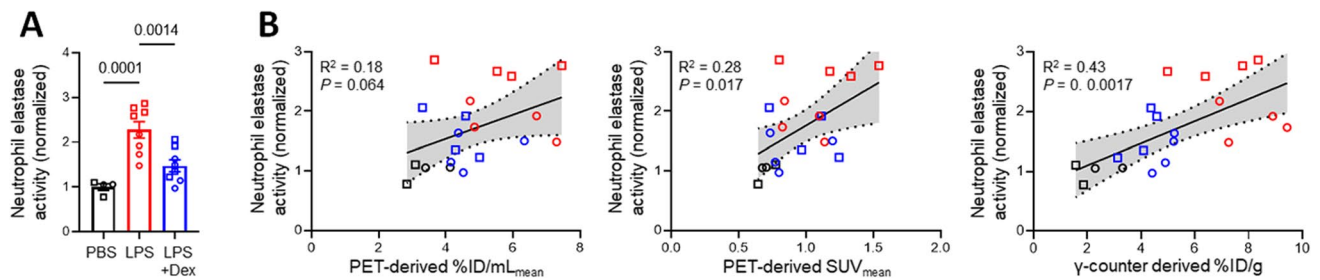 A
0.0014
0.0001
Neutrophil elastase
activity (normalized)
4
3
2
1
0
PBS
LPS
LPS
+Dex
B
Neutrophil elastase
activity (normalized)
3
2
1
0
R² = 0.18
P = 0.064
0
2
4
6
8
PET-derived %ID/mLmean
Neutrophil elastase
activity (normalized)
3
2
1
0
R² = 0.28
P = 0.017
0.0
0.5
1.0
1.5
2.0
PET-derived SUVmean
Neutrophil elastase
activity (normalized)
3
2
1
0
R² = 0.43
P = 0. 0.0017
0
2
4
6
8
10
γ-counter derived %ID/g